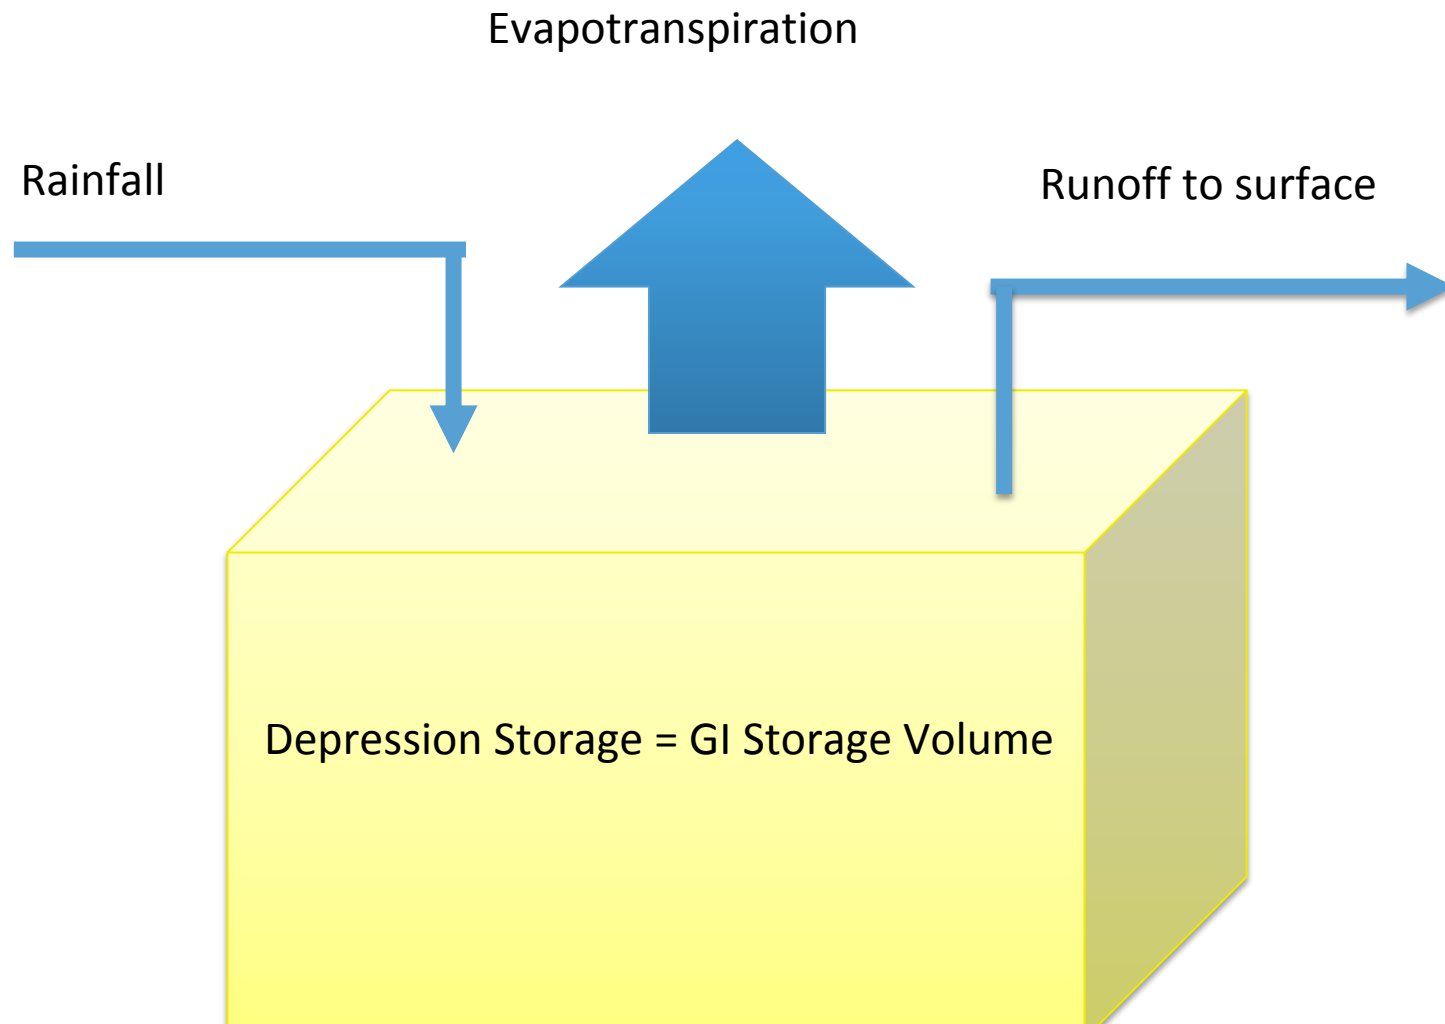 Evapotranspiration
Rainfall
Runoff to surface
Depression Storage = GI Storage Volume